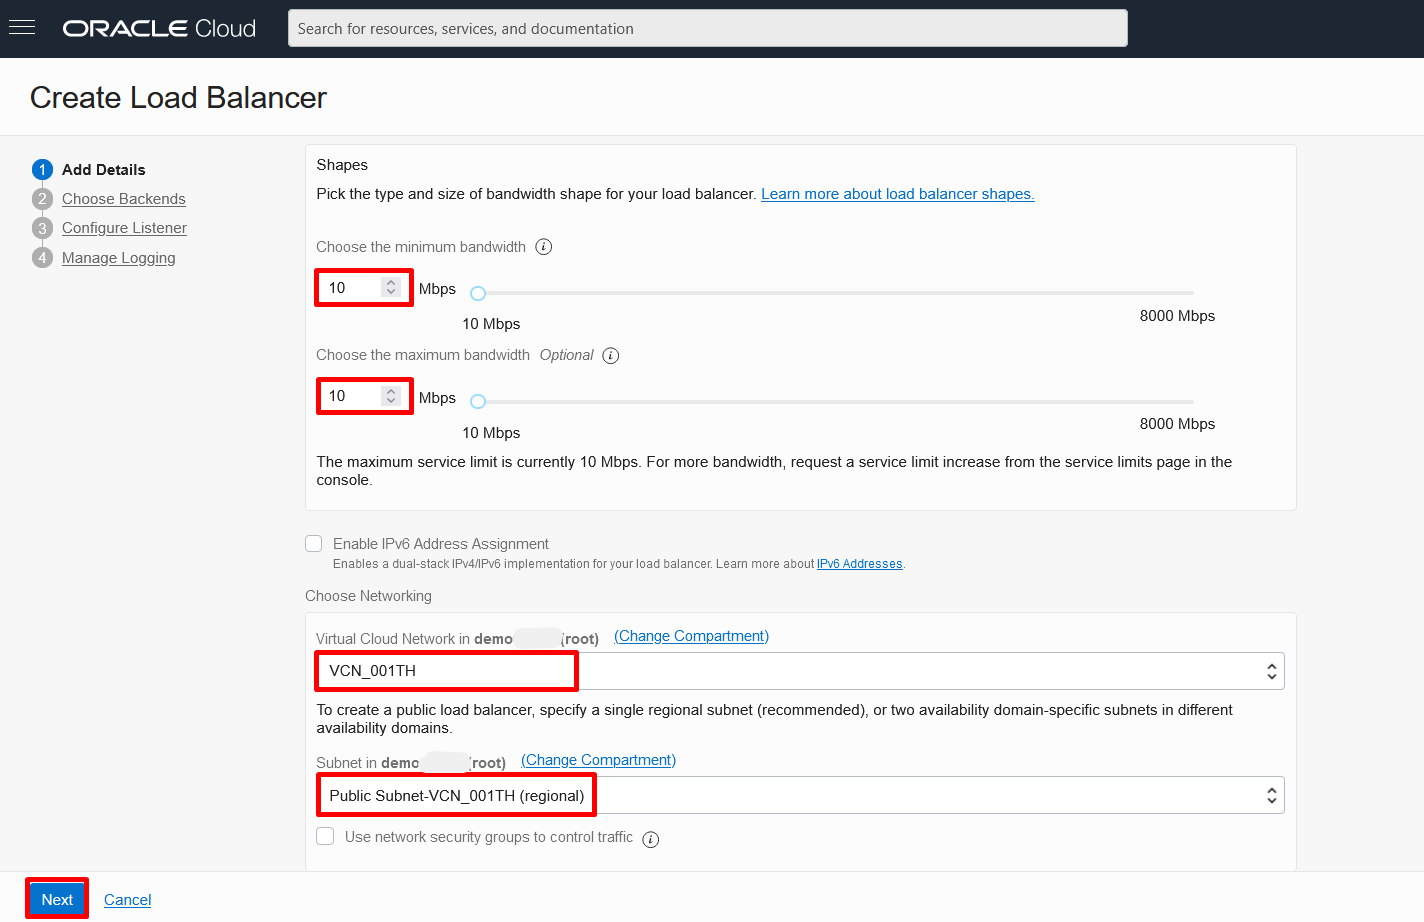 ORACLE Cloud
Search for resources, services, and documentation
Create Load Balancer
1 Add Details
2 Choose Backends
3 Configure Listener
4 Manage Logging
Shapes
Pick the type and size of bandwidth shape for your load balancer. Learn more about load balancer shapes.
Choose the minimum bandwidth i
10 Mbps
10 Mbps
8000 Mbps
Choose the maximum bandwidth Optional i
10 Mbps
10 Mbps
8000 Mbps
The maximum service limit is currently 10 Mbps. For more bandwidth, request a service limit increase from the service limits page in the
console.
Enable IPv6 Address Assignment
Enables a dual-stack IPv4/IPv6 implementation for your load balancer. Learn more about IPv6 Addresses.
Choose Networking
Virtual Cloud Network in demo (root) (Change Compartment)
VCN_001TH
To create a public load balancer, specify a single regional subnet (recommended), or two availability domain-specific subnets in different
availability domains.
Subnet in demo (root) (Change Compartment)
Public Subnet-VCN_001TH (regional)
Use network security groups to control traffic i
Next Cancel